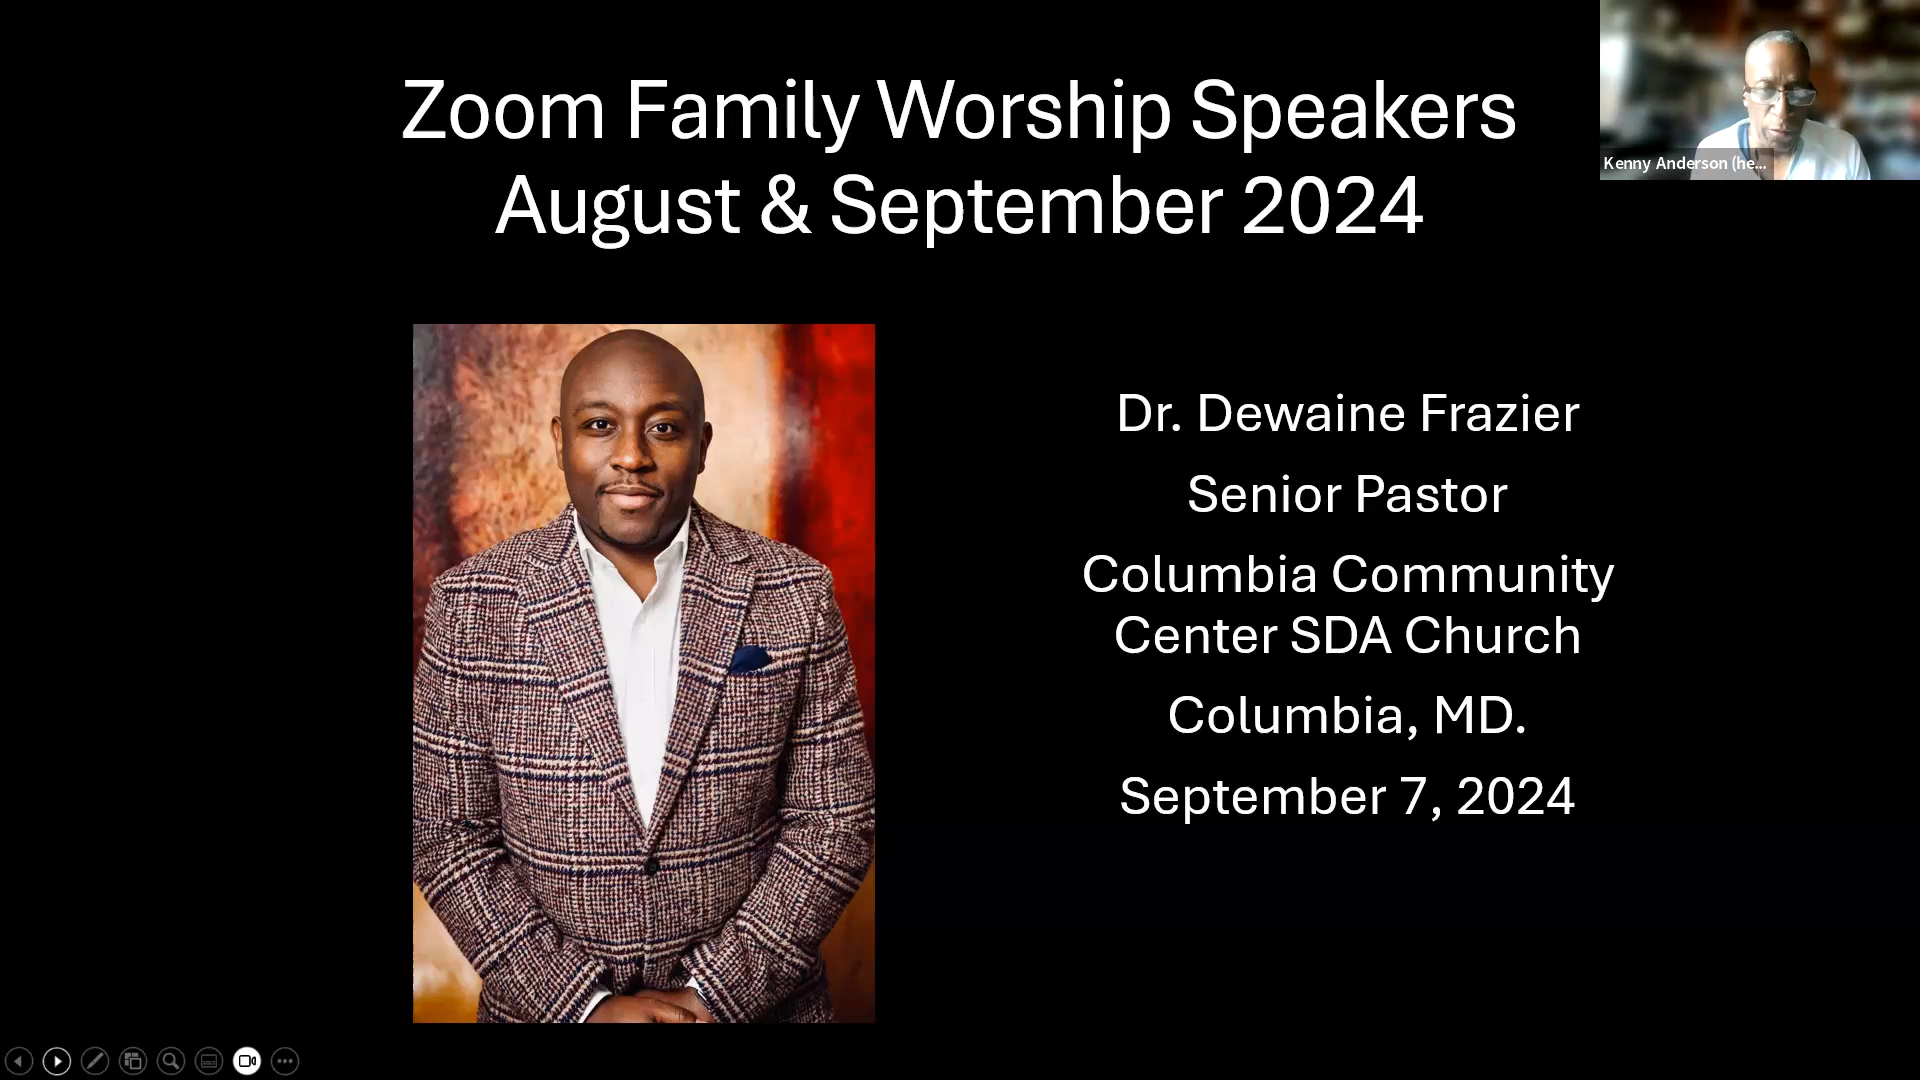 Zoom Family Worship Speakers
August & September 2024
Kenny Anderson (he...
Dr. Dewaine Frazier
Senior Pastor
Columbia Community
Center SDA Church
Columbia, MD.
September 7, 2024